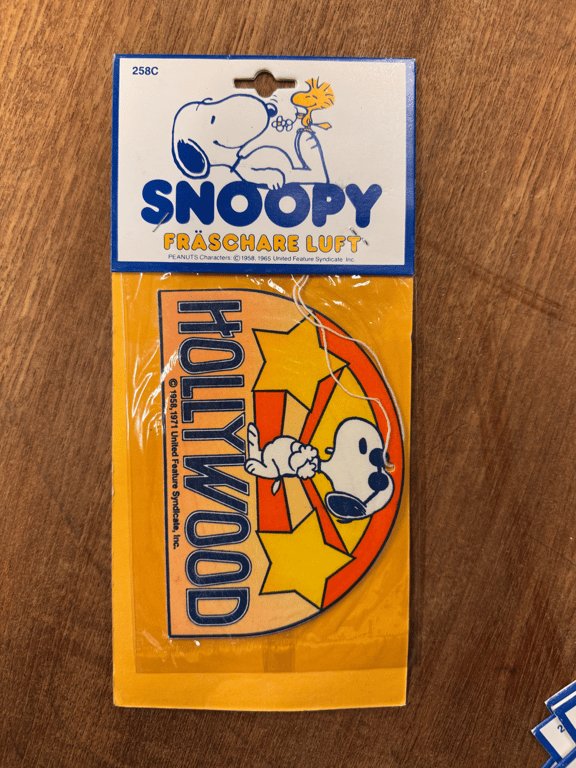 258C
SNOOPY
FRÄSCHARE LUFT
PEANUTS Characters: © 1958, 1965 United Feature Syndicate, Inc.
HOLLYWOOD
© 1958, 1971 United Feature Syndicate, Inc.
2